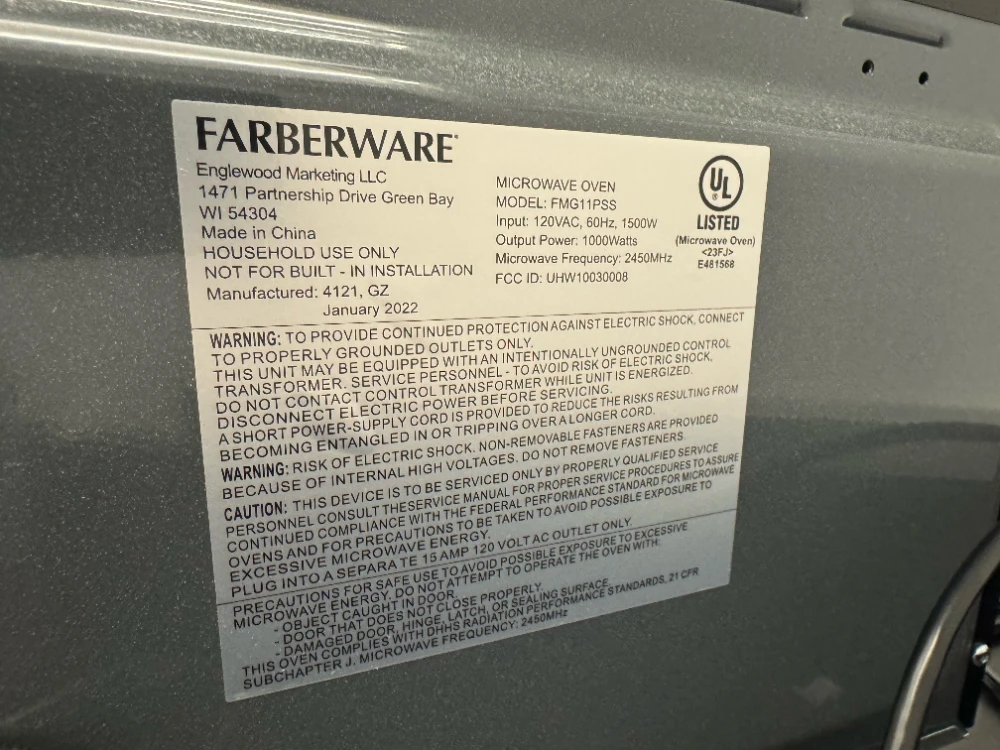 FARBERWARE®
Englewood Marketing LLC
1471 Partnership Drive Green Bay
WI 54304
Made in China
HOUSEHOLD USE ONLY
NOT FOR BUILT - IN INSTALLATION
Manufactured: 4121, GZ
January 2022
MICROWAVE OVEN
MODEL: FMG11PSS
Input: 120VAC, 60Hz, 1500W
Output Power: 1000Watts
Microwave Frequency: 2450MHz
FCC ID: UHW10030008
UL
LISTED
(Microwave Oven)
<23FJ>
E481568
WARNING: TO PROVIDE CONTINUED PROTECTION AGAINST ELECTRIC SHOCK, CONNECT
TO PROPERLY GROUNDED OUTLETS ONLY.
THIS UNIT MAY BE EQUIPPED WITH AN INTENTIONALLY UNGROUNDED CONTROL
TRANSFORMER. SERVICE PERSONNEL - TO AVOID RISK OF ELECTRIC SHOCK,
DO NOT CONTACT CONTROL TRANSFORMER WHILE UNIT IS ENERGIZED.
DISCONNECT ELECTRIC POWER BEFORE SERVICING.
A SHORT POWER-SUPPLY CORD IS PROVIDED TO REDUCE THE RISKS RESULTING FROM
BECOMING ENTANGLED IN OR TRIPPING OVER A LONGER CORD.
WARNING: RISK OF ELECTRIC SHOCK. NON-REMOVABLE FASTENERS ARE PROVIDED
BECAUSE OF INTERNAL HIGH VOLTAGES. DO NOT REMOVE FASTENERS.
CAUTION: THIS DEVICE IS TO BE SERVICED ONLY BY PROPERLY QUALIFIED SERVICE
PERSONNEL CONSULT THESERVICE MANUAL FOR PROPER SERVICE PROCEDURES TO ASSURE
CONTINUED COMPLIANCE WITH THE FEDERAL PERFORMANCE STANDARD FOR MICROWAVE
OVENS AND FOR PRECAUTIONS TO BE TAKEN TO AVOID POSSIBLE EXPOSURE TO
EXCESSIVE MICROWAVE ENERGY.
PLUG INTO A SEPARA TE 15 AMP 120 VOLT AC OUTLET ONLY.
PRECAUTIONS FOR SAFE USE TO AVOID POSSIBLE EXPOSURE TO EXCESSIVE
MICROWAVE ENERGY. DO NOT ATTEMPT TO OPERATE THE OVEN WITH.
- OBJECT CAUGHT IN DOOR.
- DOOR THAT DOES NOT CLOSE PROPERLY.
- DAMAGED DOOR, HINGE, LATCH, OR SEALING SURFACE.
THIS OVEN COMPLIES WITH DHHS RADIATION PERFORMANCE STANDARDS, 21 CFR
SUBCHAPTER J. MICROWAVE FREQUENCY: 2450MHz